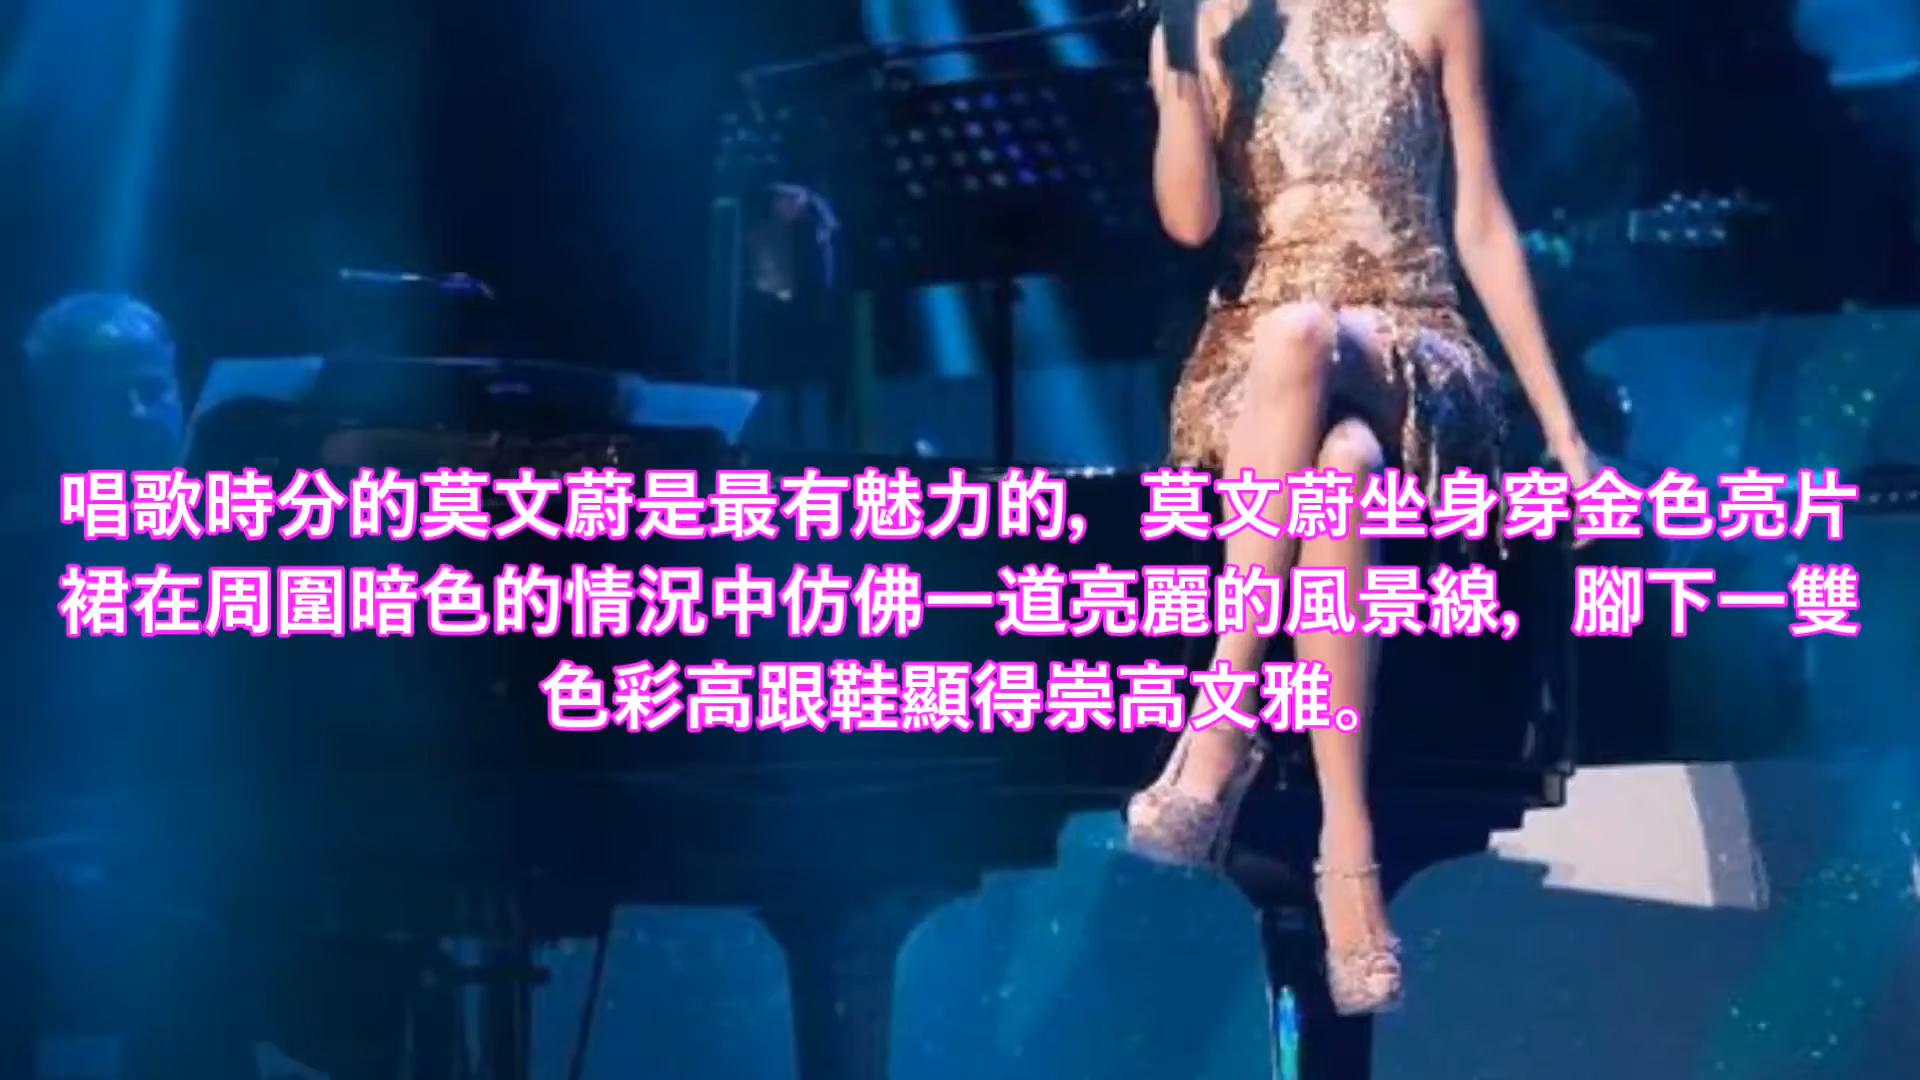 唱歌時分的莫文蔚是最有魅力的，莫文蔚坐身穿金色亮片
裙在周圍暗色的情況中仿佛一道亮麗的風景線，腳下一雙
色彩高跟鞋顯得崇高文雅。